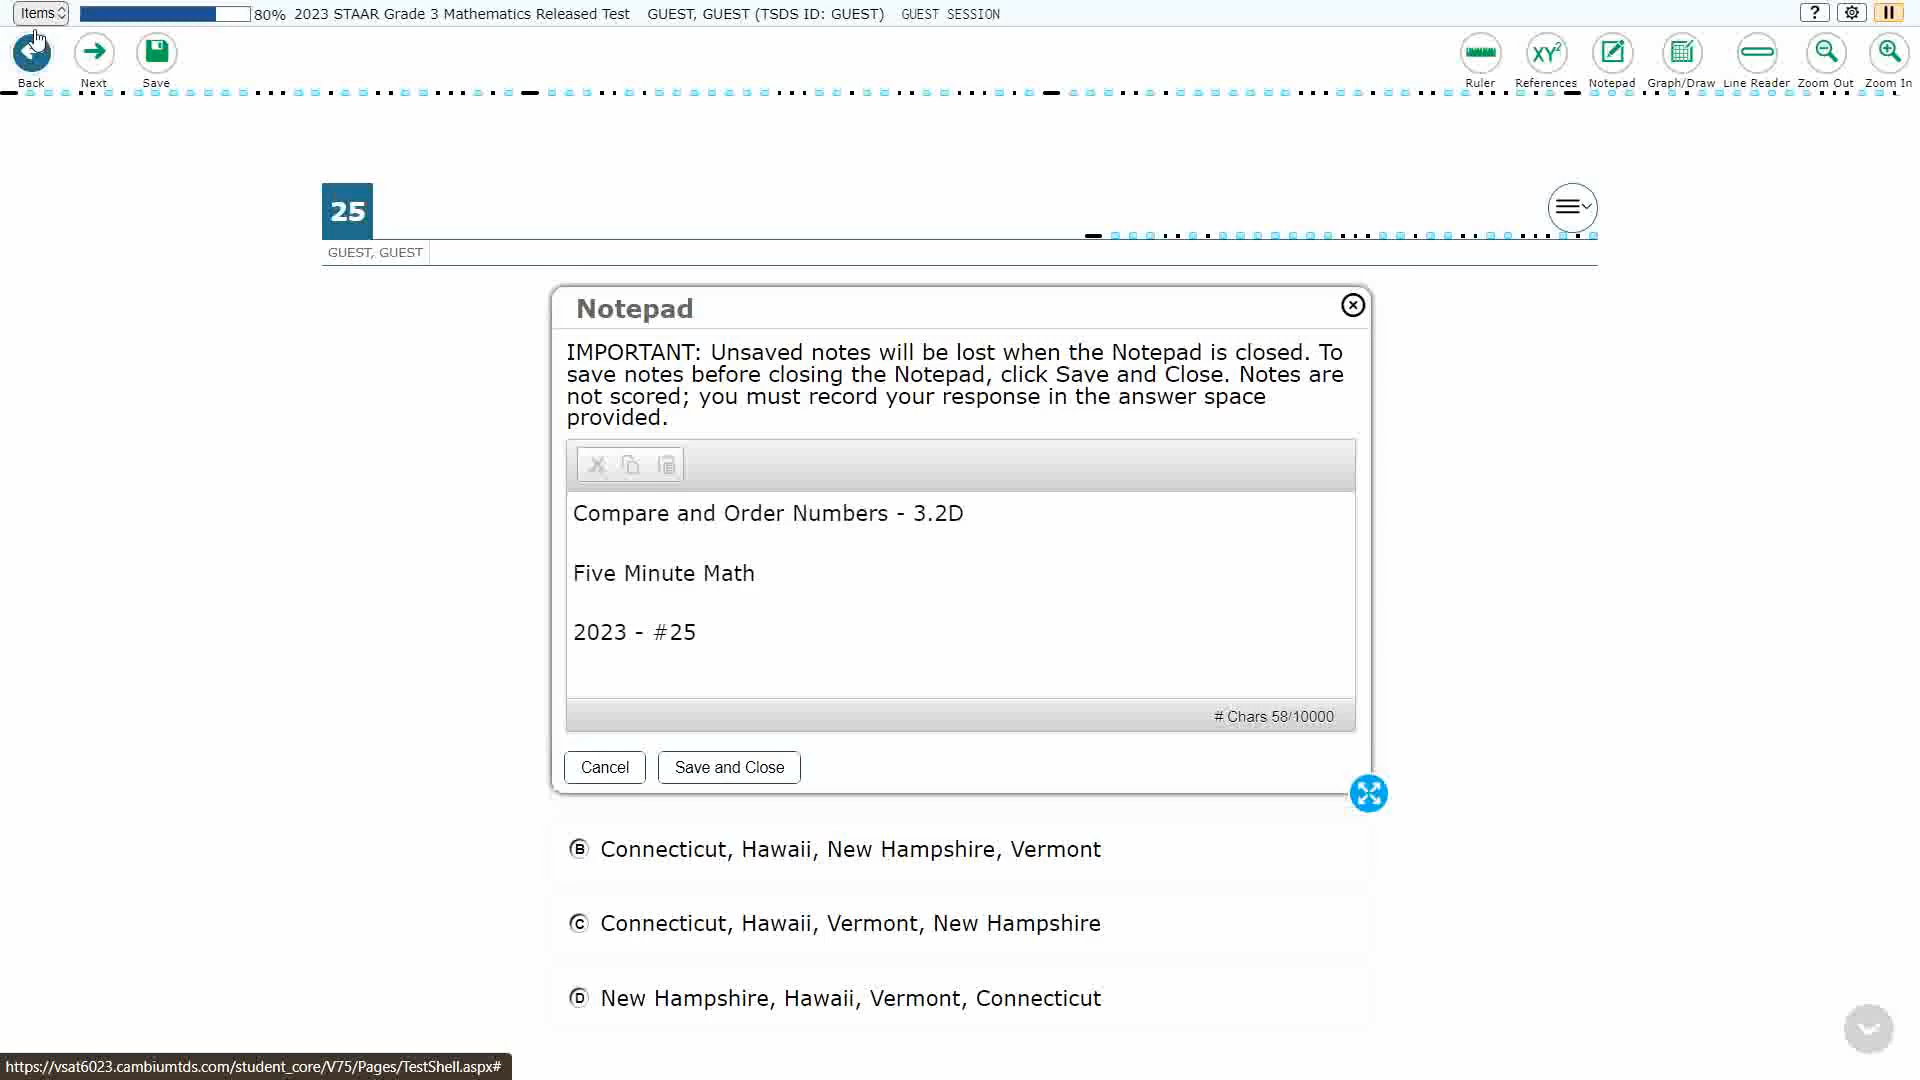 Items 80% 2023 STAAR Grade 3 Mathematics Released Test GUEST, GUEST (TSDS ID: GUEST) GUEST SESSION ?
Back Next Save Ruler References Notepad Graph/Draw Line Reader Zoom Out Zoom In
XY²
25
GUEST, GUEST
Notepad
IMPORTANT: Unsaved notes will be lost when the Notepad is closed. To
save notes before closing the Notepad, click Save and Close. Notes are
not scored; you must record your response in the answer space
provided.
Compare and Order Numbers - 3.2D
Five Minute Math
2023 - #25
# Chars 58/10000
Cancel Save and Close
B Connecticut, Hawaii, New Hampshire, Vermont
C Connecticut, Hawaii, Vermont, New Hampshire
D New Hampshire, Hawaii, Vermont, Connecticut
https://vsat6023.cambiumtds.com/student_core/V75/Pages/TestShell.aspx#